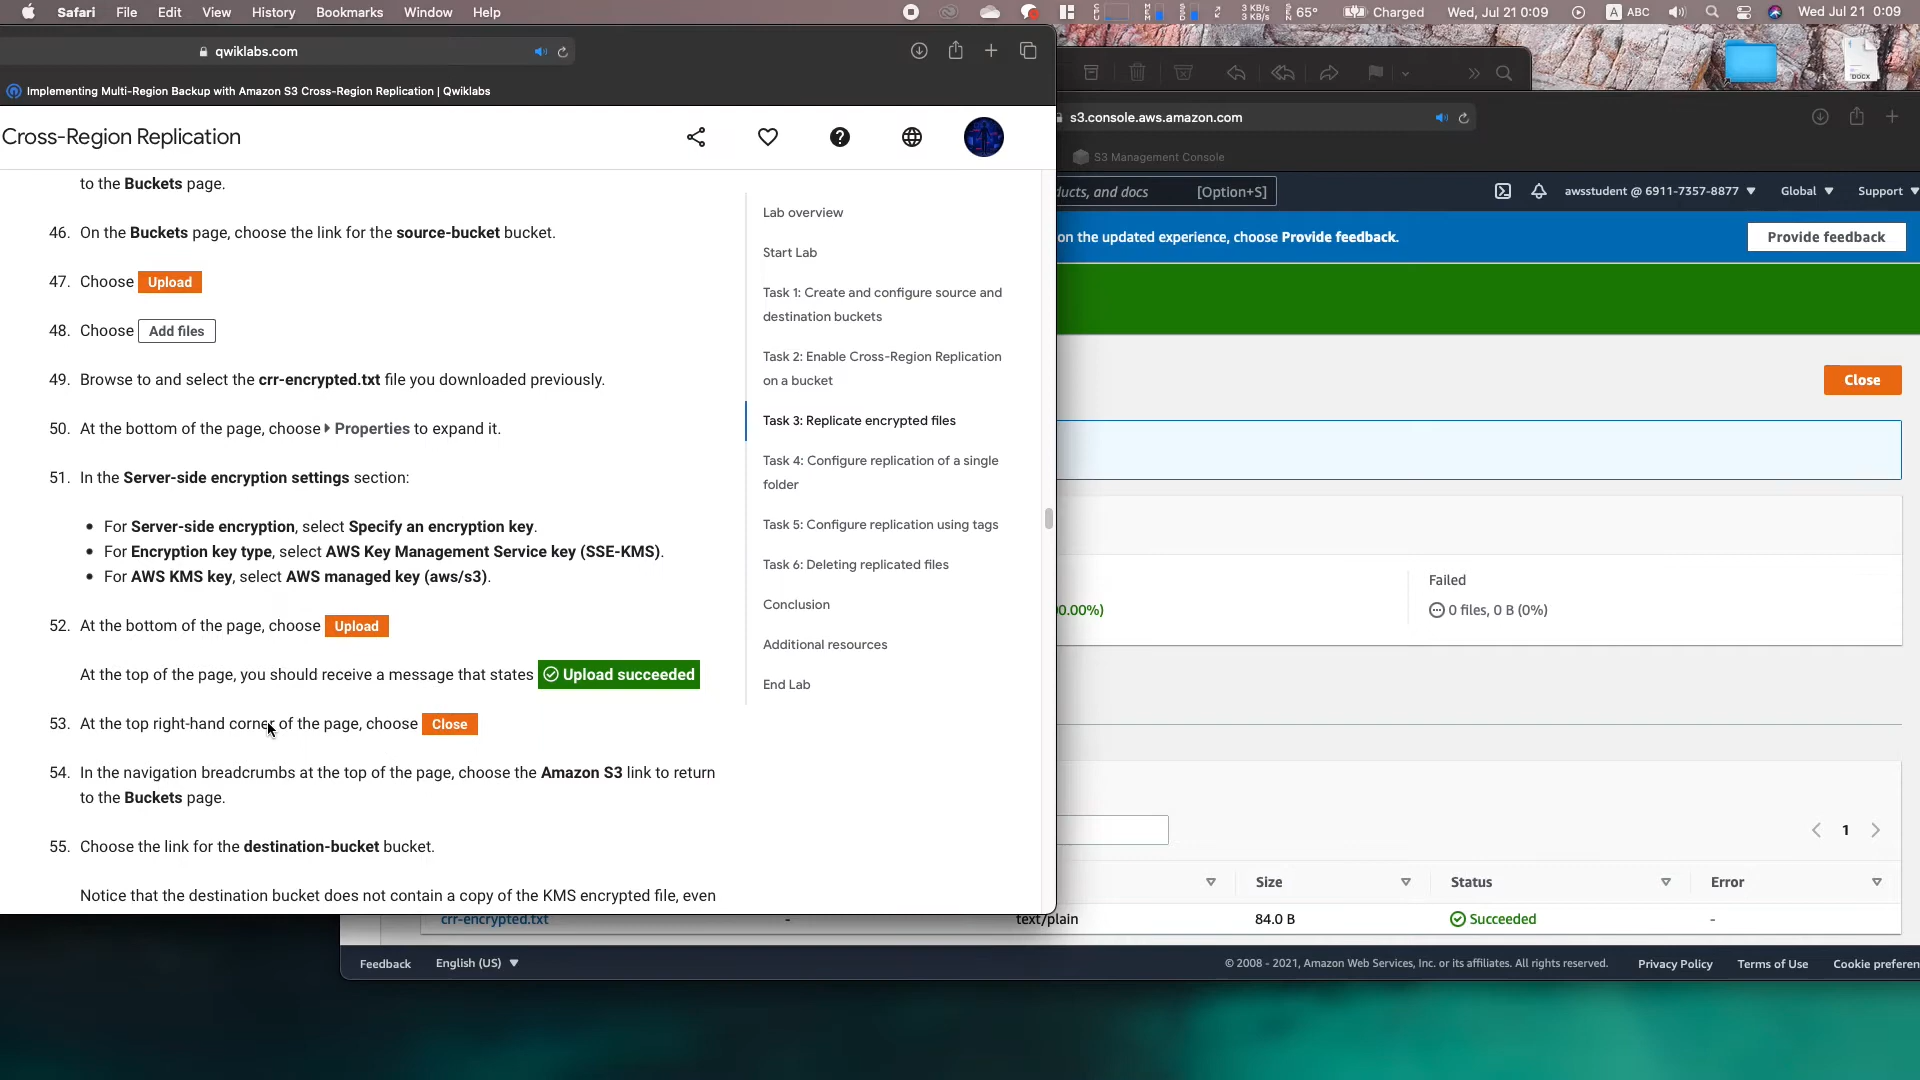 Safari File Edit View History Bookmarks Window Help
3 KB/s
3 KB/s
65°
Charged
Wed, Jul 21 0:09
A ABC
Wed Jul 21 0:09
DOCX
qwiklabs.com
Implementing Multi-Region Backup with Amazon S3 Cross-Region Replication | Qwiklabs
Cross-Region Replication
to the Buckets page.
46. On the Buckets page, choose the link for the source-bucket bucket.
47. Choose Upload
48. Choose Add files
49. Browse to and select the crr-encrypted.txt file you downloaded previously.
50. At the bottom of the page, choose Properties to expand it.
51. In the Server-side encryption settings section:
• For Server-side encryption, select Specify an encryption key.
• For Encryption key type, select AWS Key Management Service key (SSE-KMS).
• For AWS KMS key, select AWS managed key (aws/s3).
52. At the bottom of the page, choose Upload
At the top of the page, you should receive a message that states Upload succeeded
53. At the top right-hand corner of the page, choose Close
54. In the navigation breadcrumbs at the top of the page, choose the Amazon S3 link to return
to the Buckets page.
55. Choose the link for the destination-bucket bucket.
Notice that the destination bucket does not contain a copy of the KMS encrypted file, even
Lab overview
Start Lab
Task 1: Create and configure source and
destination buckets
Task 2: Enable Cross-Region Replication
on a bucket
Task 3: Replicate encrypted files
Task 4: Configure replication of a single
folder
Task 5: Configure replication using tags
Task 6: Deleting replicated files
Conclusion
Additional resources
End Lab
s3.console.aws.amazon.com
S3 Management Console
ducts, and docs [Option+S]
awsstudent @ 6911-7357-8877
Global
Support
on the updated experience, choose Provide feedback.
Provide feedback
Close
Failed
0.00%)
0 files, 0 B (0%)
1
Size
Status
Error
crr-encrypted.txt - text/plain 84.0 B Succeeded -
Feedback English (US) © 2008 - 2021, Amazon Web Services, Inc. or its affiliates. All rights reserved. Privacy Policy Terms of Use Cookie preferen